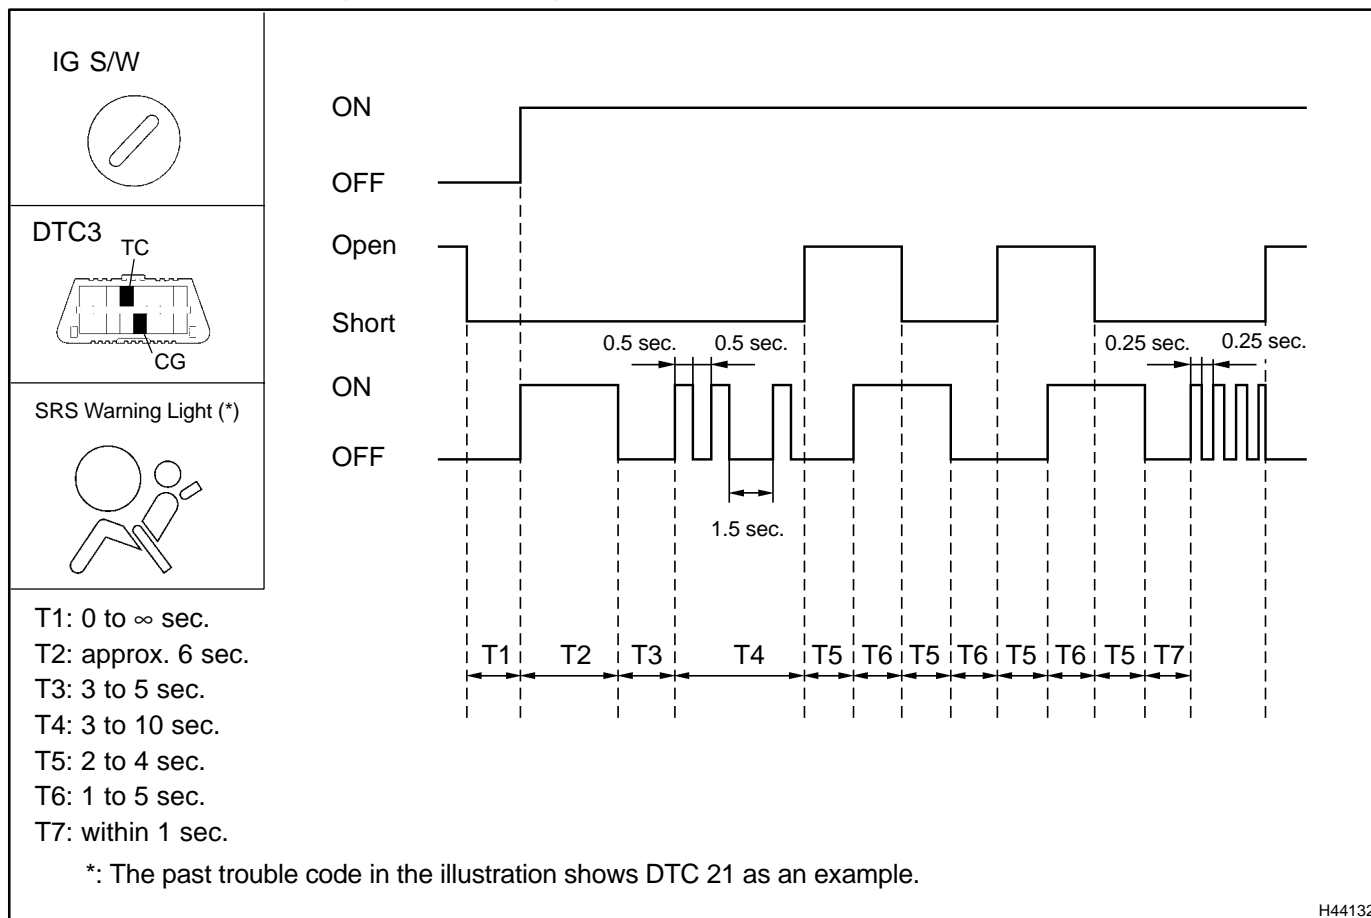 IG S/W
DTC3
TC
CG
SRS Warning Light (*)
ON
OFF
Open
Short
0.5 sec. 0.5 sec.
0.25 sec. 0.25 sec.
ON
OFF
1.5 sec.
T1 T2 T3 T4 T5 T6 T5 T6 T5 T6 T5 T7
T1: 0 to ∞ sec.
T2: approx. 6 sec.
T3: 3 to 5 sec.
T4: 3 to 10 sec.
T5: 2 to 4 sec.
T6: 1 to 5 sec.
T7: within 1 sec.
*: The past trouble code in the illustration shows DTC 21 as an example.
H44132